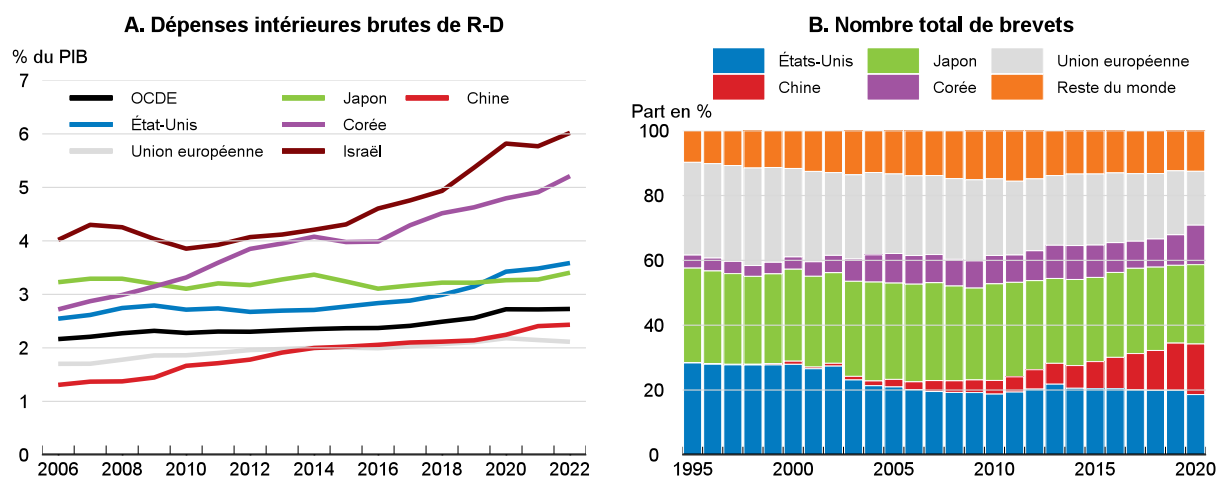 A. Dépenses intérieures brutes de R-D
% du PIB
7
6
5
4
3
2
1
0
OCDE
Japon
Chine
État-Unis
Corée
Union européenne
Israël
2006 2008 2010 2012 2014 2016 2018 2020 2022
B. Nombre total de brevets
États-Unis
Japon
Union européenne
Chine
Corée
Reste du monde
Part en %
100
80
60
40
20
0
1995 2000 2005 2010 2015 2020